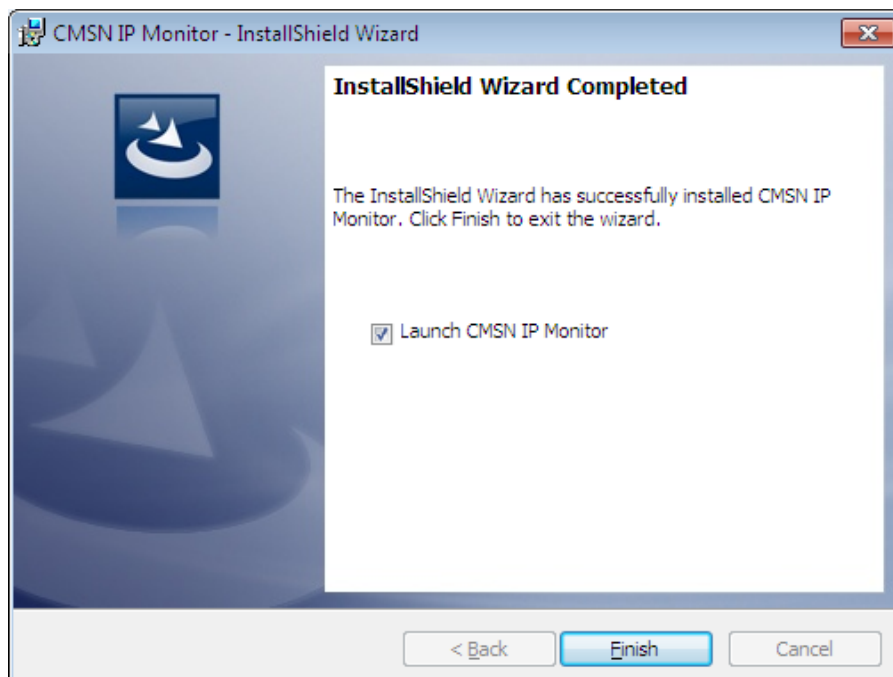 CMSN IP Monitor - InstallShield Wizard
InstallShield Wizard Completed
The InstallShield Wizard has successfully installed CMSN IP
Monitor. Click Finish to exit the wizard.
Launch CMSN IP Monitor
< Back
Finish
Cancel